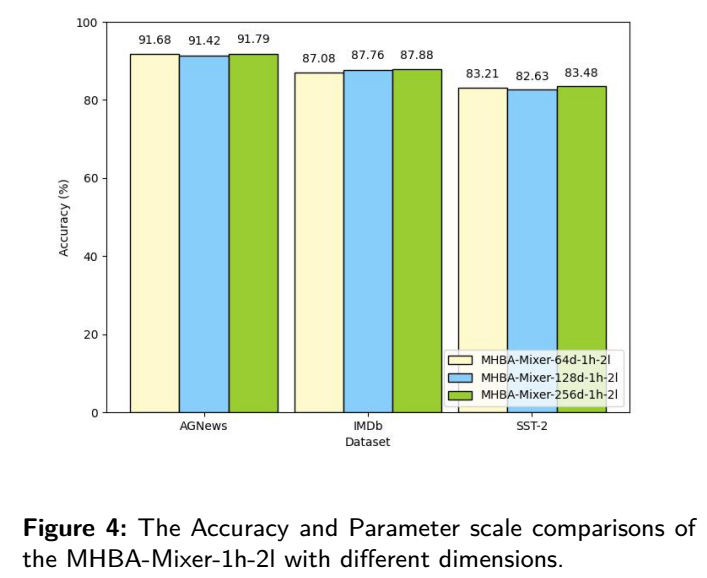 100
80
60
40
20
0
Accuracy (%)
91.68 91.42 91.79
87.08 87.76 87.88
83.21 82.63 83.48
MHBA-Mixer-64d-1h-2l
MHBA-Mixer-128d-1h-2l
MHBA-Mixer-256d-1h-2l
AGNews IMDb SST-2
Dataset
Figure 4: The Accuracy and Parameter scale comparisons of
the MHBA-Mixer-1h-2l with different dimensions.